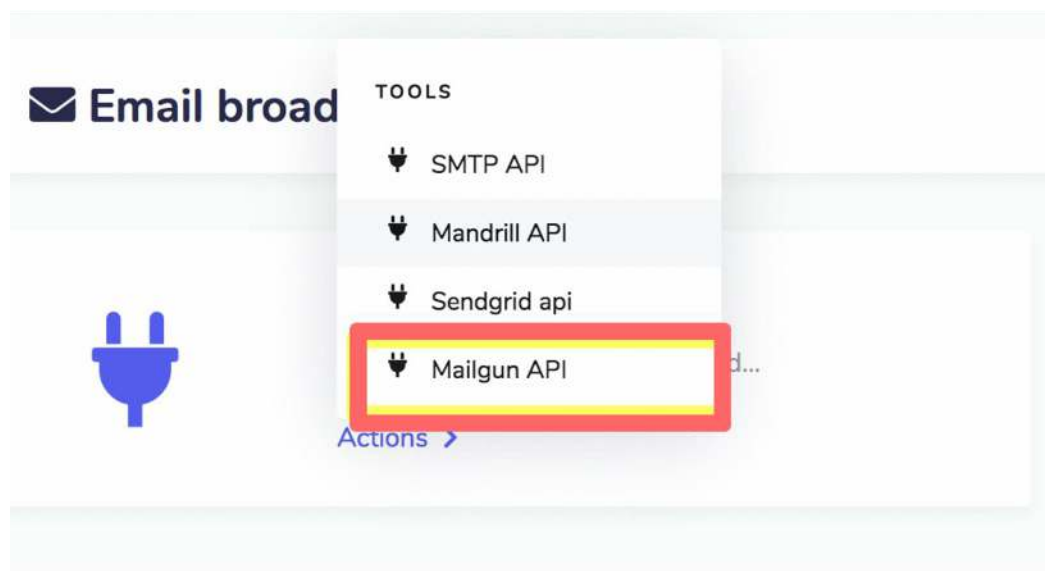 Email broad
TOOLS
SMTP API
Mandrill API
Sendgrid api
Mailgun API
d...
Actions